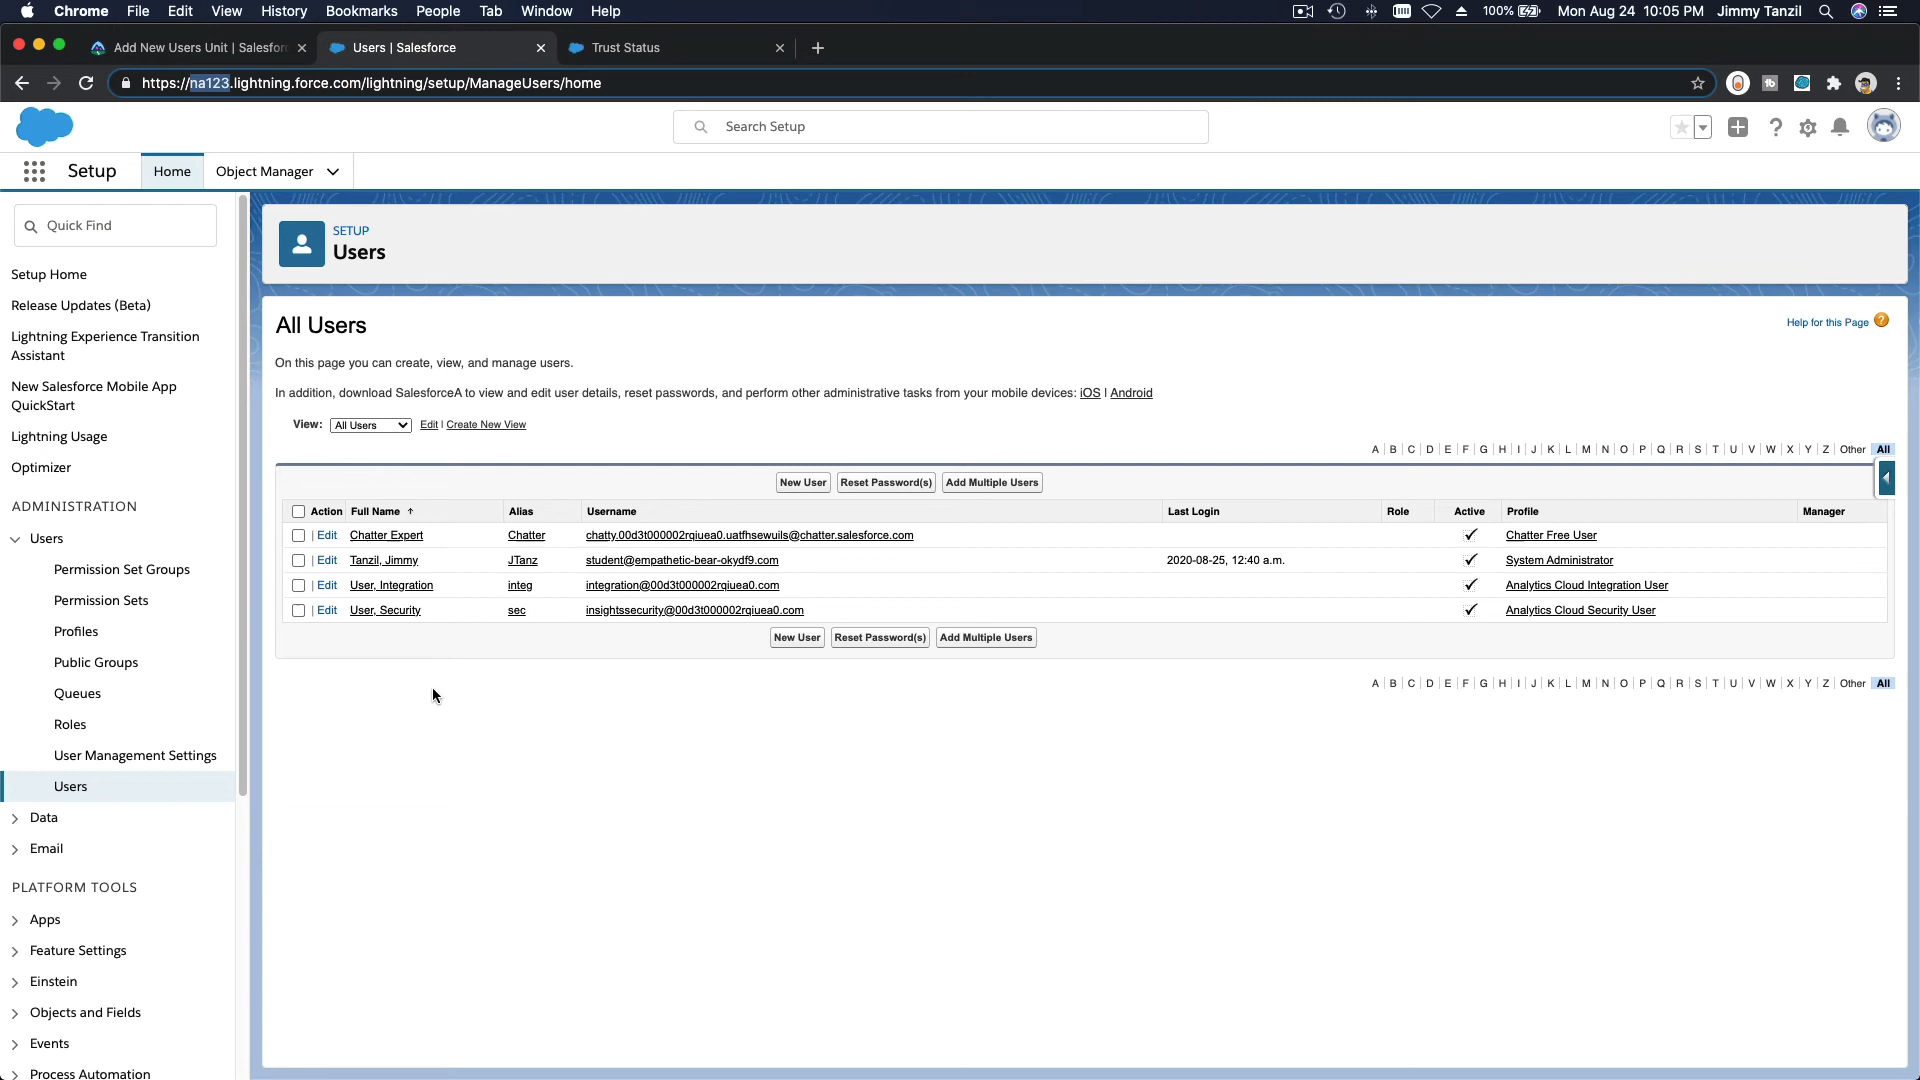 Chrome File Edit View History Bookmarks People Tab Window Help 100% Mon Aug 24 10:05 PM Jimmy Tanzil
Add New Users Unit | Salesfor Users | Salesforce Trust Status
https://na123.lightning.force.com/lightning/setup/ManageUsers/home
Search Setup
Setup Home Object Manager
Quick Find
Setup Home
Release Updates (Beta)
Lightning Experience Transition
Assistant
New Salesforce Mobile App
QuickStart
Lightning Usage
Optimizer
ADMINISTRATION
Users
Permission Set Groups
Permission Sets
Profiles
Public Groups
Queues
Roles
User Management Settings
Users
Data
Email
PLATFORM TOOLS
Apps
Feature Settings
Einstein
Objects and Fields
Events
Process Automation
SETUP
Users
All Users
Help for this Page ?
On this page you can create, view, and manage users.
In addition, download SalesforceA to view and edit user details, reset passwords, and perform other administrative tasks from your mobile devices: iOS | Android
View: All Users Edit | Create New View
A | B | C | D | E | F | G | H | I | J | K | L | M | N | O | P | Q | R | S | T | U | V | W | X | Y | Z | Other All
New User Reset Password(s) Add Multiple Users
Action Full Name ↑ Alias Username Last Login Role Active Profile Manager
| Edit Chatter Expert Chatter chatty.00d3t000002rqiuea0.uatfhsewuils@chatter.salesforce.com ✓ Chatter Free User
| Edit Tanzil, Jimmy JTanz student@empathetic-bear-okydf9.com 2020-08-25, 12:40 a.m. ✓ System Administrator
| Edit User, Integration integ integration@00d3t000002rqiuea0.com ✓ Analytics Cloud Integration User
| Edit User, Security sec insightssecurity@00d3t000002rqiuea0.com ✓ Analytics Cloud Security User
New User Reset Password(s) Add Multiple Users
A | B | C | D | E | F | G | H | I | J | K | L | M | N | O | P | Q | R | S | T | U | V | W | X | Y | Z | Other All